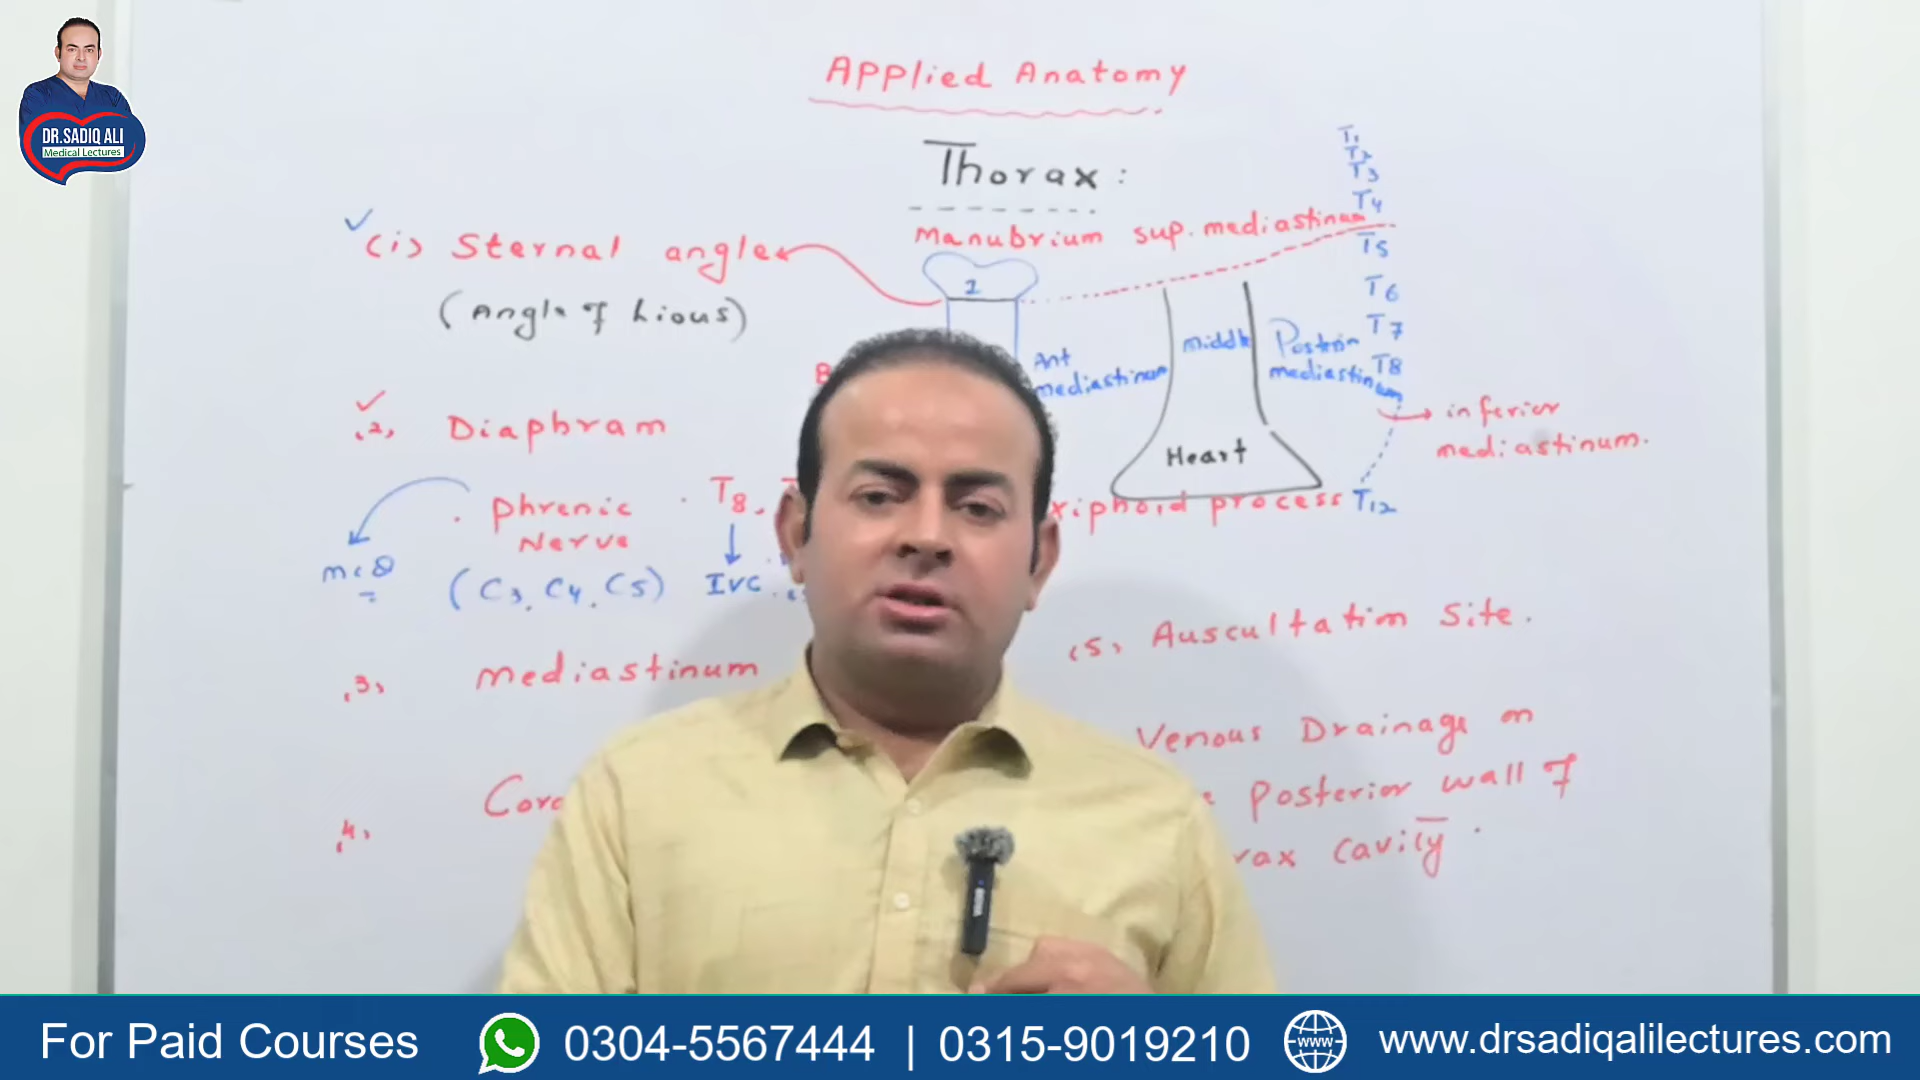 DR.SADIQ ALI
Medical Lectures
Applied Anatomy
Thorax:
(i) Sternal angle
(Angle of Lious)
Manubrium sup. mediastinum
1
T1
T2
T3
T4
T5
T6
T7
T8
Ant
mediastinum
middle
Posterior
mediastinum
Heart
inferior
mediastinum.
xiphoid process T12
,2, Diaphram
. Phrenic
Nerve
(C3, C4, C5)
McQ
. T8,
IVC
,3, Mediastinum
,4,
,5, Auscultation Site.
Venous Drainage on
Posterior wall of
cavity.
For Paid Courses 0304-5567444 | 0315-9019210 www.drsadiqalilectures.com